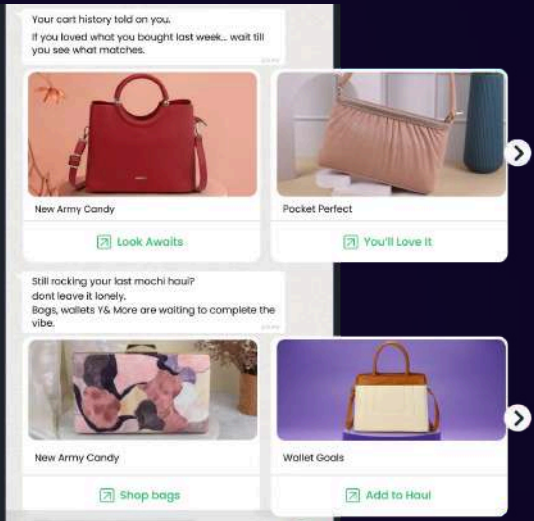 Your cart history told on you.
If you loved what you bought last week... wait till
you see what matches.
New Army Candy
Look Awaits
Pocket Perfect
You'll Love It
Still rocking your last mochi haul?
dont leave it lonely.
Bags, wallets Y& More are waiting to complete the
vibe.
New Army Candy
Shop bags
Wallet Goals
Add to Haul